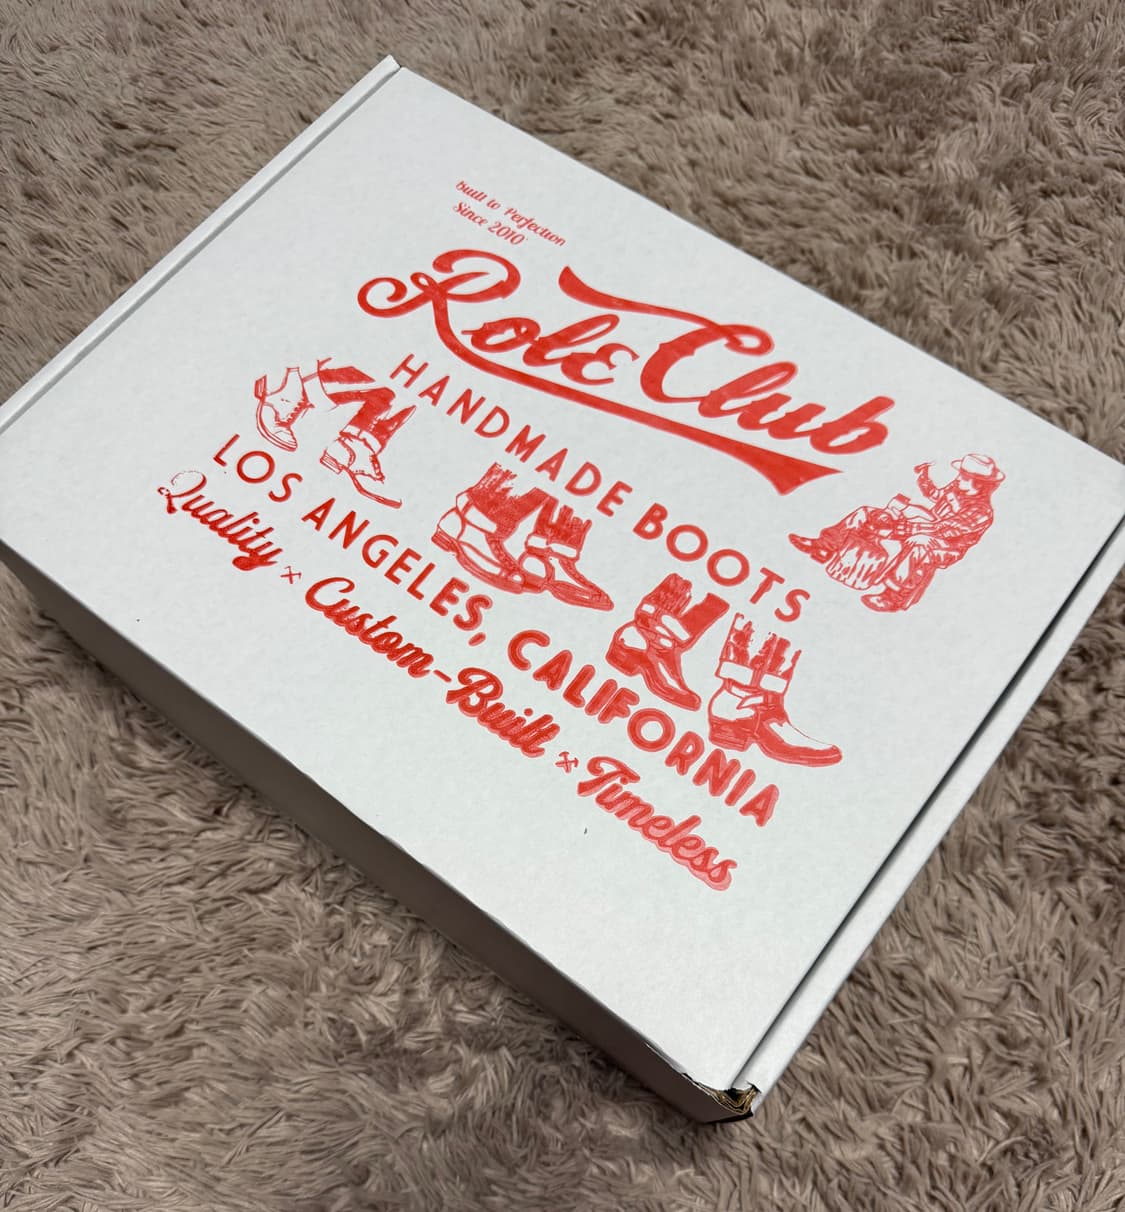 Built to Perfection
Since 2010
Role Club
HANDMADE BOOTS
LOS ANGELES, CALIFORNIA
Quality x Custom-Built x Timeless